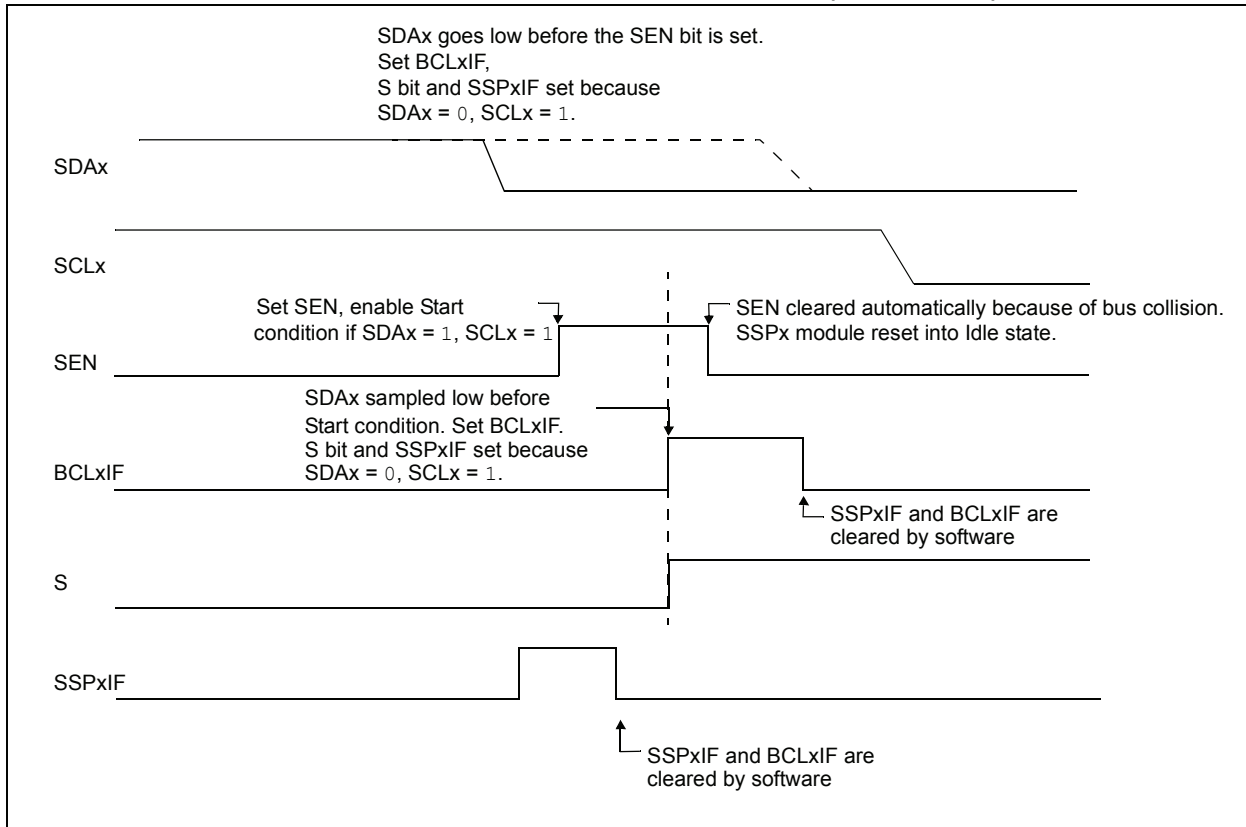 SDAx goes low before the SEN bit is set.
Set BCLxIF,
S bit and SSPxIF set because
SDAx = 0, SCLx = 1.
SDAx
SCLx
Set SEN, enable Start
condition if SDAx = 1, SCLx = 1
SEN cleared automatically because of bus collision.
SSPx module reset into Idle state.
SEN
SDAx sampled low before
Start condition. Set BCLxIF.
S bit and SSPxIF set because
SDAx = 0, SCLx = 1.
BCLxIF
SSPxIF and BCLxIF are
cleared by software
S
SSPxIF
SSPxIF and BCLxIF are
cleared by software